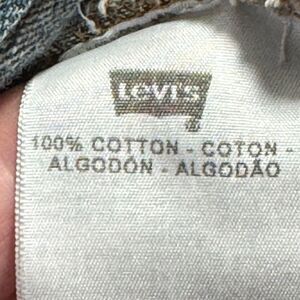 LEVI'S
100% COTTON - COTON -
ALGODÓN - ALGODÃO